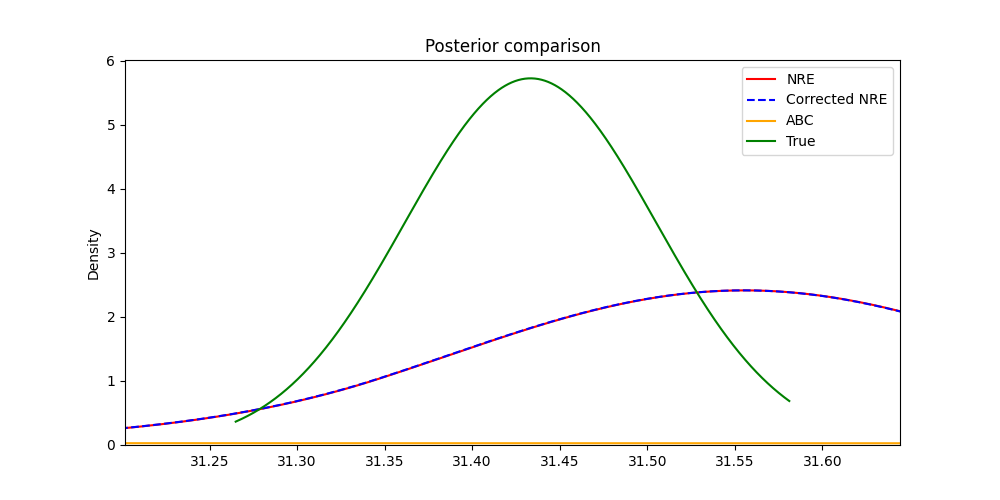 Posterior comparison
6
5
4
3
2
1
0
Density
NRE
Corrected NRE
ABC
True
31.25 31.30 31.35 31.40 31.45 31.50 31.55 31.60